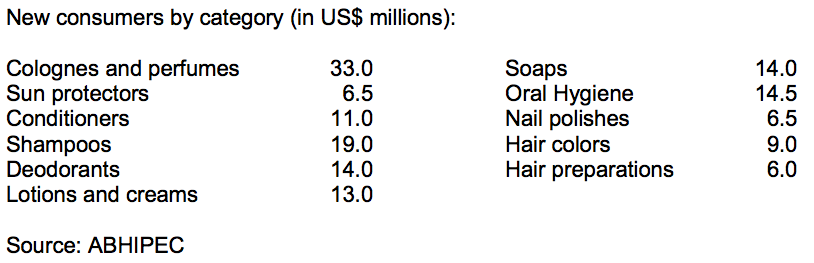 New consumers by category (in US$ millions):
Colognes and perfumes 33.0 Soaps 14.0
Sun protectors 6.5 Oral Hygiene 14.5
Conditioners 11.0 Nail polishes 6.5
Shampoos 19.0 Hair colors 9.0
Deodorants 14.0 Hair preparations 6.0
Lotions and creams 13.0
Source: ABHIPEC